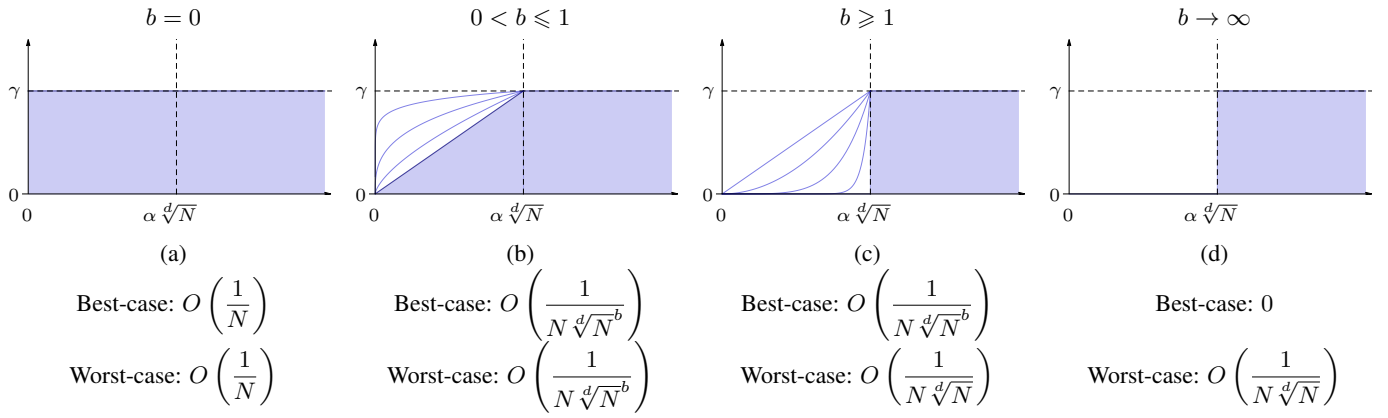 b = 0
γ
0
0
α ᵈ√N
(a)
Best-case: O (1/N)
Worst-case: O (1/N)
0 < b ⩽ 1
γ
0
0
α ᵈ√N
(b)
Best-case: O (1/(N ᵈ√N^b))
Worst-case: O (1/(N ᵈ√N^b))
b ⩾ 1
γ
0
0
α ᵈ√N
(c)
Best-case: O (1/(N ᵈ√N^b))
Worst-case: O (1/(N ᵈ√N))
b → ∞
γ
0
0
α ᵈ√N
(d)
Best-case: 0
Worst-case: O (1/(N ᵈ√N))